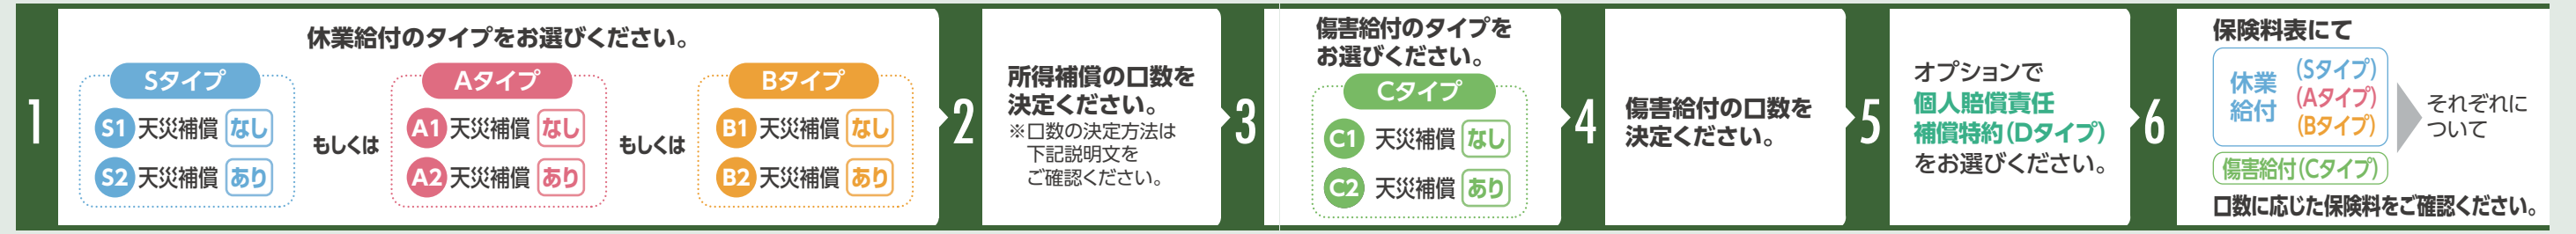 1
休業給付のタイプをお選びください。
Sタイプ
S1 天災補償 なし
S2 天災補償 あり
もしくは
Aタイプ
A1 天災補償 なし
A2 天災補償 あり
もしくは
Bタイプ
B1 天災補償 なし
B2 天災補償 あり
2
所得補償の口数を
決定ください。
※口数の決定方法は
下記説明文を
ご確認ください。
3
傷害給付のタイプを
お選びください。
Cタイプ
C1 天災補償 なし
C2 天災補償 あり
4
傷害給付の口数を
決定ください。
5
オプションで
個人賠償責任
補償特約(Dタイプ)
をお選びください。
6
保険料表にて
休業
給付
(Sタイプ)
(Aタイプ)
(Bタイプ)
傷害給付(Cタイプ)
それぞれに
ついて
口数に応じた保険料をご確認ください。